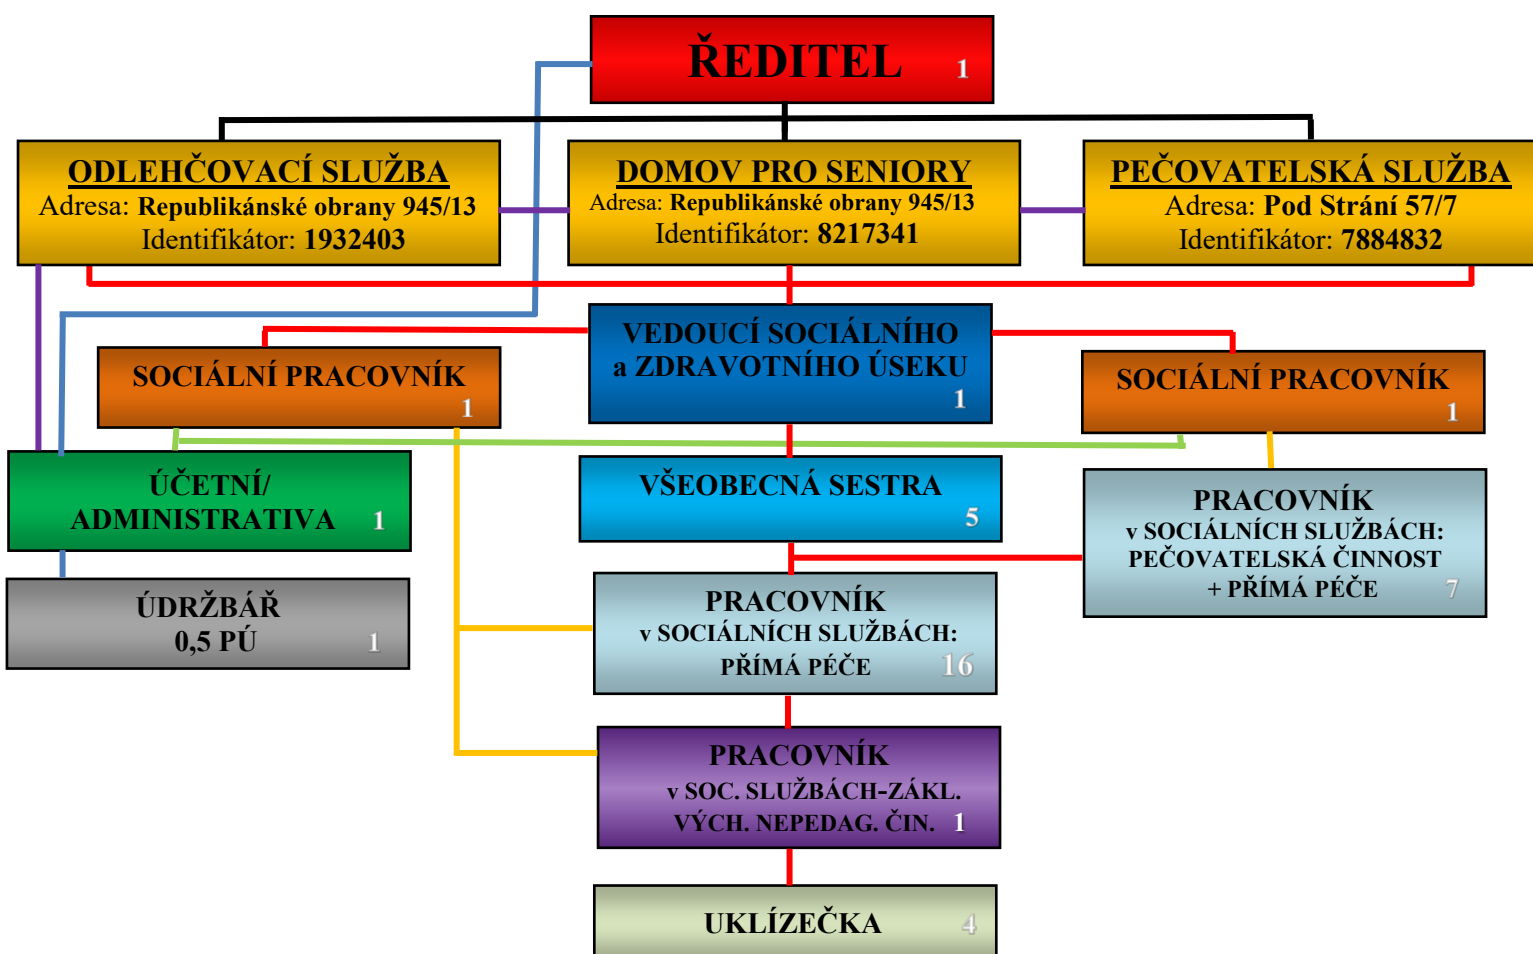 ŘEDITEL 1
ODLEHČOVACÍ SLUŽBA
Adresa: Republikánské obrany 945/13
Identifikátor: 1932403
DOMOV PRO SENIORY
Adresa: Republikánské obrany 945/13
Identifikátor: 8217341
PEČOVATELSKÁ SLUŽBA
Adresa: Pod Strání 57/7
Identifikátor: 7884832
VEDOUCÍ SOCIÁLNÍHO
a ZDRAVOTNÍHO ÚSEKU
1
SOCIÁLNÍ PRACOVNÍK
1
SOCIÁLNÍ PRACOVNÍK
1
ÚČETNÍ/
ADMINISTRATIVA 1
VŠEOBECNÁ SESTRA
5
PRACOVNÍK
v SOCIÁLNÍCH SLUŽBÁCH:
PEČOVATELSKÁ ČINNOST
+ PŘÍMÁ PÉČE 7
ÚDRŽBÁŘ
0,5 PÚ 1
PRACOVNÍK
v SOCIÁLNÍCH SLUŽBÁCH:
PŘÍMÁ PÉČE 16
PRACOVNÍK
v SOC. SLUŽBÁCH-ZÁKL.
VÝCH. NEPEDAG. ČIN. 1
UKLÍZEČKA 4